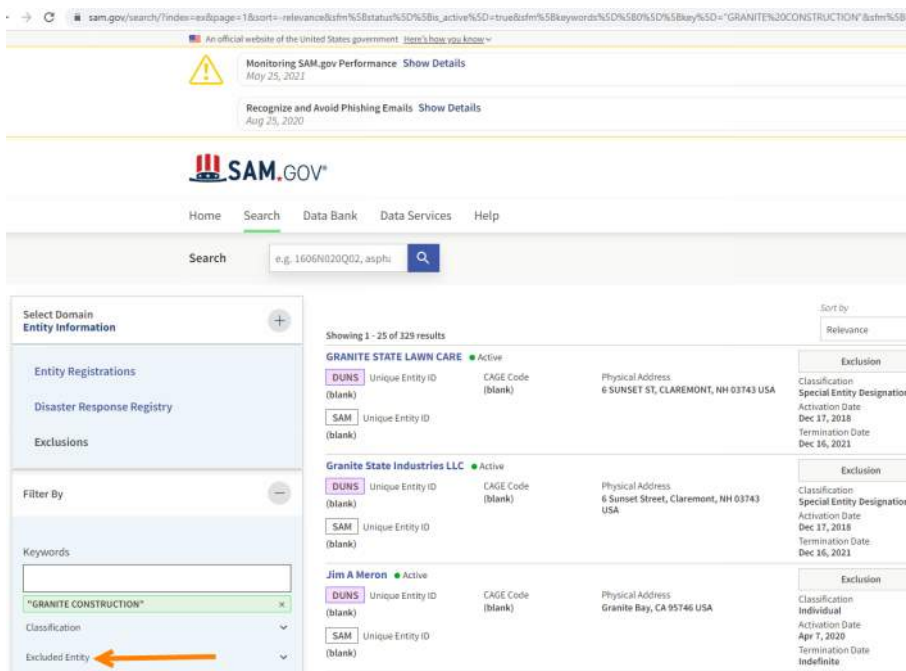 sam.gov/search/?index=ex&page=1&sort=-relevance&sfm%5Bstatus%5D%5Bis_active%5D=true&sfm%5Bkeywords%5D%5B0%5D%5Bkey%5D="GRANITE%20CONSTRUCTION"&sfm%5B
An official website of the United States government Here's how you know
Monitoring SAM.gov Performance Show Details
May 25, 2021
Recognize and Avoid Phishing Emails Show Details
Aug 25, 2020
SAM.GOV®
Home Search Data Bank Data Services Help
Search e.g. 1606N020Q02, aspha
Select Domain
Entity Information
Entity Registrations
Disaster Response Registry
Exclusions
Filter By
Keywords
"GRANITE CONSTRUCTION" ×
Classification
Excluded Entity
Sort by
Relevance
Showing 1 - 25 of 329 results
GRANITE STATE LAWN CARE Active
DUNS Unique Entity ID
(blank)
SAM Unique Entity ID
(blank)
CAGE Code
(blank)
Physical Address
6 SUNSET ST, CLAREMONT, NH 03743 USA
Exclusion
Classification
Special Entity Designation
Activation Date
Dec 17, 2018
Termination Date
Dec 16, 2021
Granite State Industries LLC Active
DUNS Unique Entity ID
(blank)
SAM Unique Entity ID
(blank)
CAGE Code
(blank)
Physical Address
6 Sunset Street, Claremont, NH 03743
USA
Exclusion
Classification
Special Entity Designation
Activation Date
Dec 17, 2018
Termination Date
Dec 16, 2021
Jim A Meron Active
DUNS Unique Entity ID
(blank)
SAM Unique Entity ID
(blank)
CAGE Code
(blank)
Physical Address
Granite Bay, CA 95746 USA
Exclusion
Classification
Individual
Activation Date
Apr 7, 2020
Termination Date
Indefinite